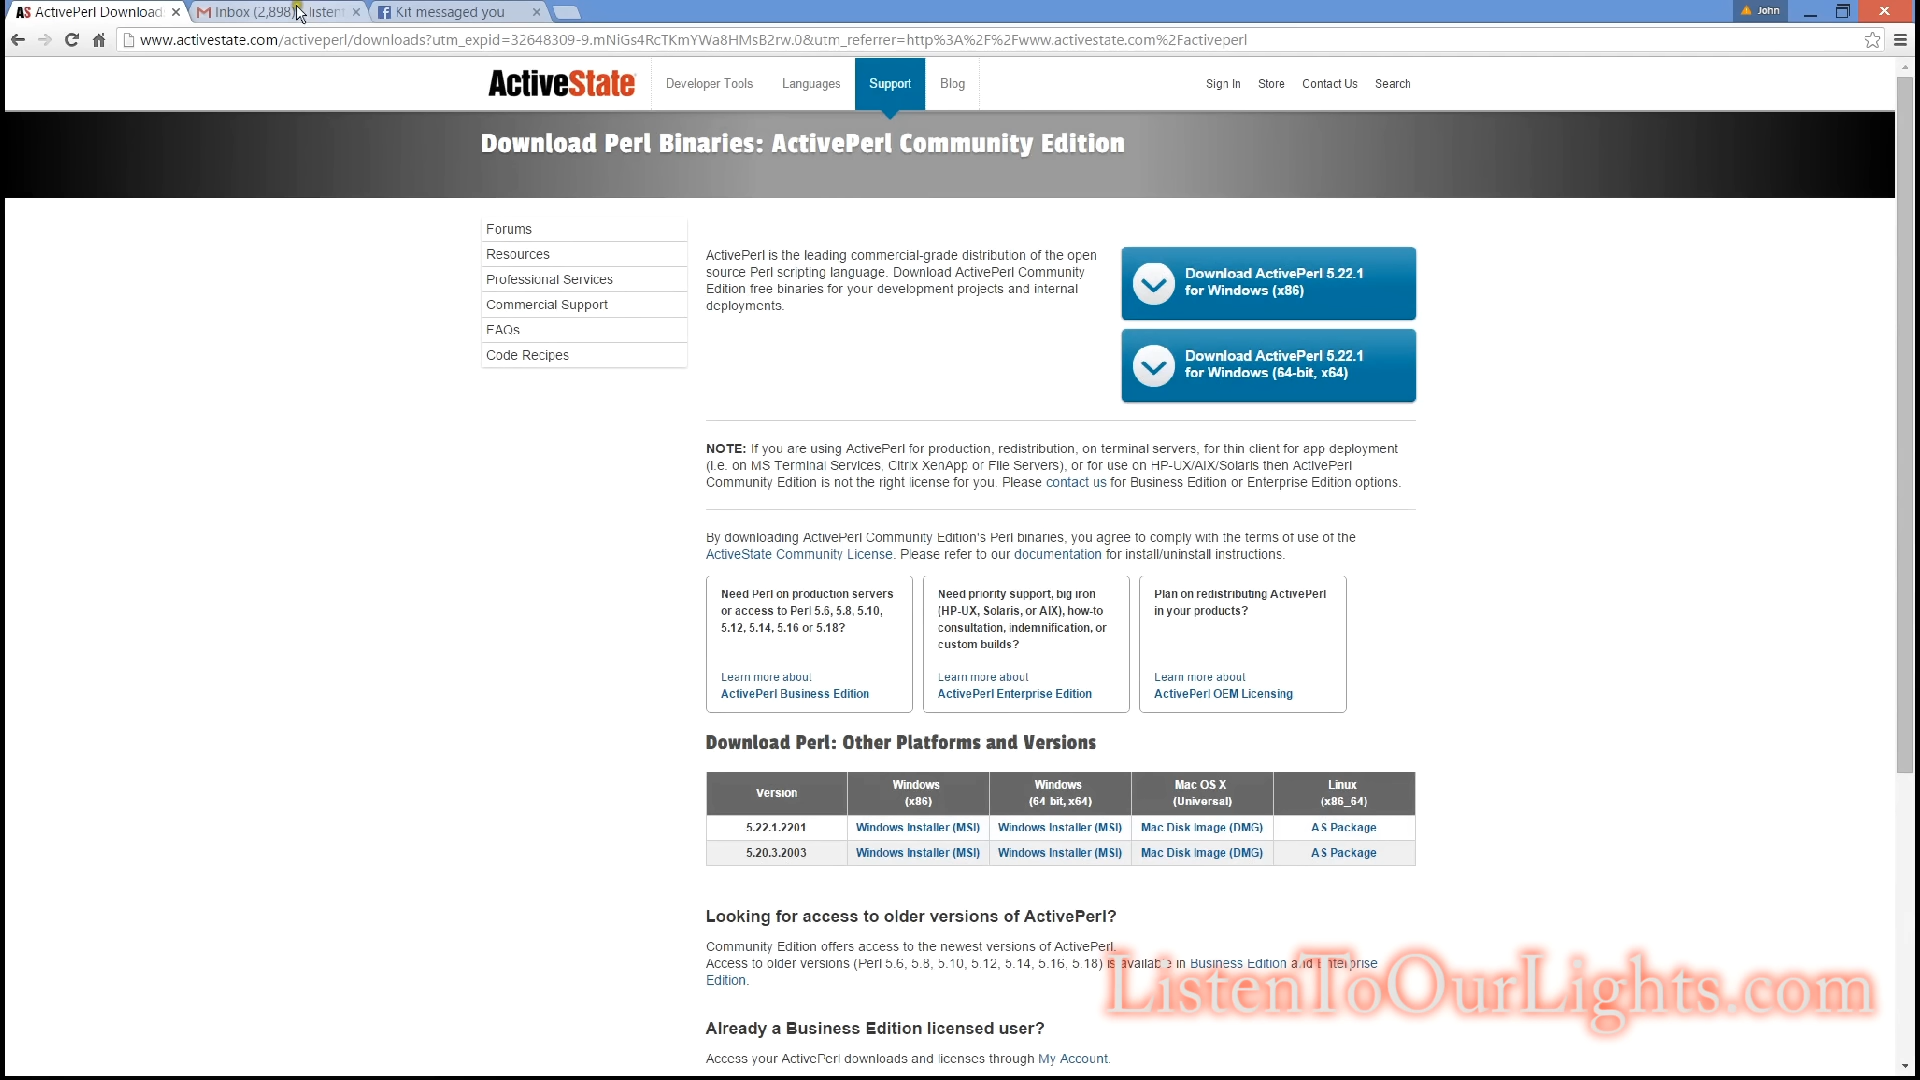 AS ActivePerl Download
Inbox (2,898) listen
Kit messaged you
John
www.activestate.com/activeperl/downloads?utm_expid=32648309-9.mNiGs4RcTKmYWa8HMsB2rw.0&utm_referrer=http%3A%2F%2Fwww.activestate.com%2Factiveperl
ActiveState
Developer Tools
Languages
Support
Blog
Sign In
Store
Contact Us
Search
Download Perl Binaries: ActivePerl Community Edition
Forums
Resources
Professional Services
Commercial Support
FAQs
Code Recipes
ActivePerl is the leading commercial-grade distribution of the open
source Perl scripting language. Download ActivePerl Community
Edition free binaries for your development projects and internal
deployments.
Download ActivePerl 5.22.1
for Windows (x86)
Download ActivePerl 5.22.1
for Windows (64-bit, x64)
NOTE: If you are using ActivePerl for production, redistribution, on terminal servers, for thin client for app deployment
(i.e. on MS Terminal Services, Citrix XenApp or File Servers), or for use on HP-UX/AIX/Solaris then ActivePerl
Community Edition is not the right license for you. Please contact us for Business Edition or Enterprise Edition options.
By downloading ActivePerl Community Edition's Perl binaries, you agree to comply with the terms of use of the
ActiveState Community License. Please refer to our documentation for install/uninstall instructions.
Need Perl on production servers
or access to Perl 5.6, 5.8, 5.10,
5.12, 5.14, 5.16 or 5.18?
Learn more about
ActivePerl Business Edition
Need priority support, big iron
(HP-UX, Solaris, or AIX), how-to
consultation, indemnification, or
custom builds?
Learn more about
ActivePerl Enterprise Edition
Plan on redistributing ActivePerl
in your products?
Learn more about
ActivePerl OEM Licensing
Download Perl: Other Platforms and Versions
Version
Windows
(x86)
Windows
(64-bit, x64)
Mac OS X
(Universal)
Linux
(x86_64)
5.22.1.2201
Windows Installer (MSI)
Windows Installer (MSI)
Mac Disk Image (DMG)
AS Package
5.20.3.2003
Windows Installer (MSI)
Windows Installer (MSI)
Mac Disk Image (DMG)
AS Package
Looking for access to older versions of ActivePerl?
Community Edition offers access to the newest versions of ActivePerl.
Access to older versions (Perl 5.6, 5.8, 5.10, 5.12, 5.14, 5.16, 5.18) is available in Business Edition and Enterprise
Edition.
ListenToOurLights.com
Already a Business Edition licensed user?
Access your ActivePerl downloads and licenses through My Account.